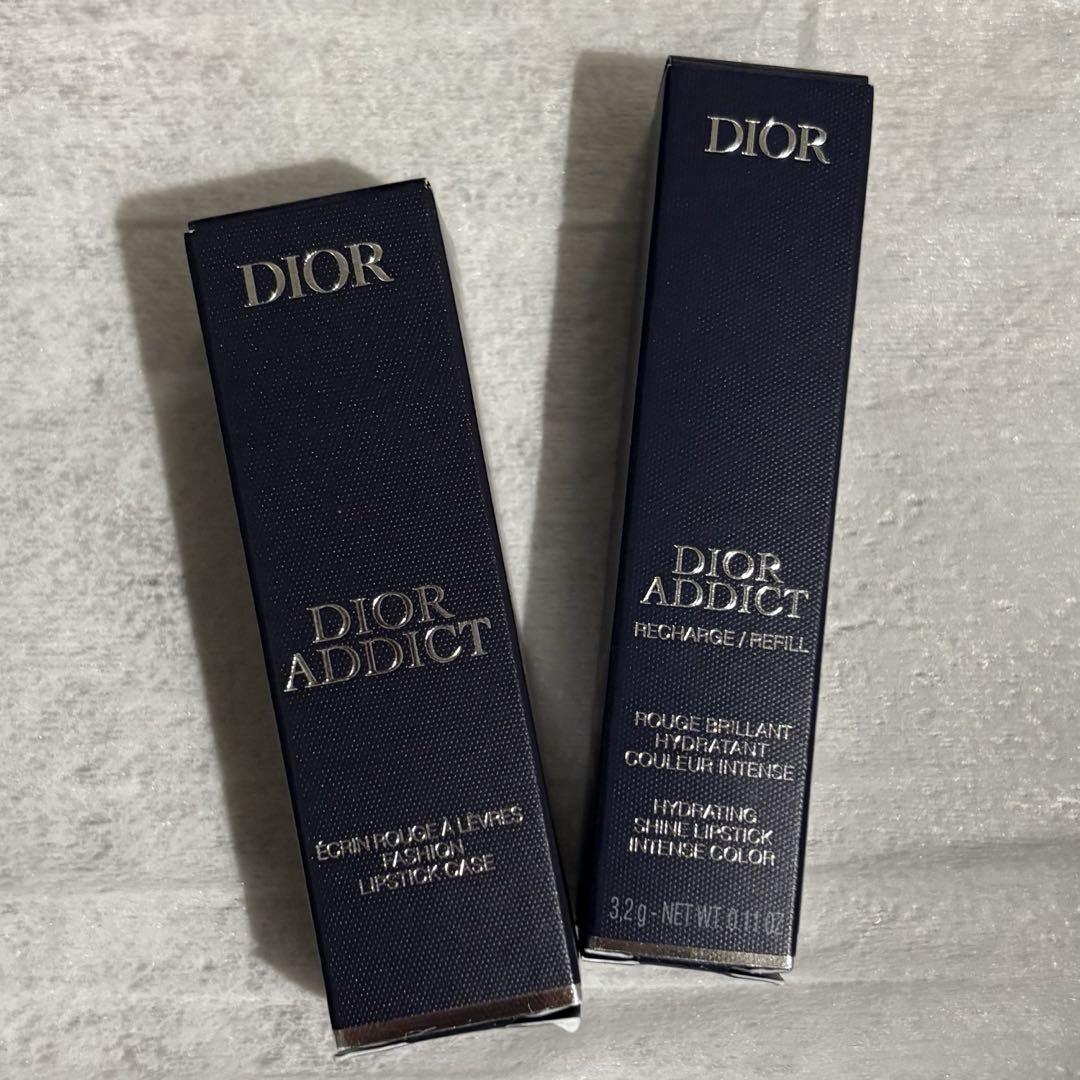 DIOR
DIOR
ADDICT
ÉCRIN ROUGE À LÈVRES
FASHION
LIPSTICK CASE
DIOR
DIOR
ADDICT
RECHARGE / REFILL
ROUGE BRILLANT
HYDRATANT
COULEUR INTENSE
HYDRATING
SHINE LIPSTICK
INTENSE COLOR
3.2 g - NET WT. 0.11 OZ